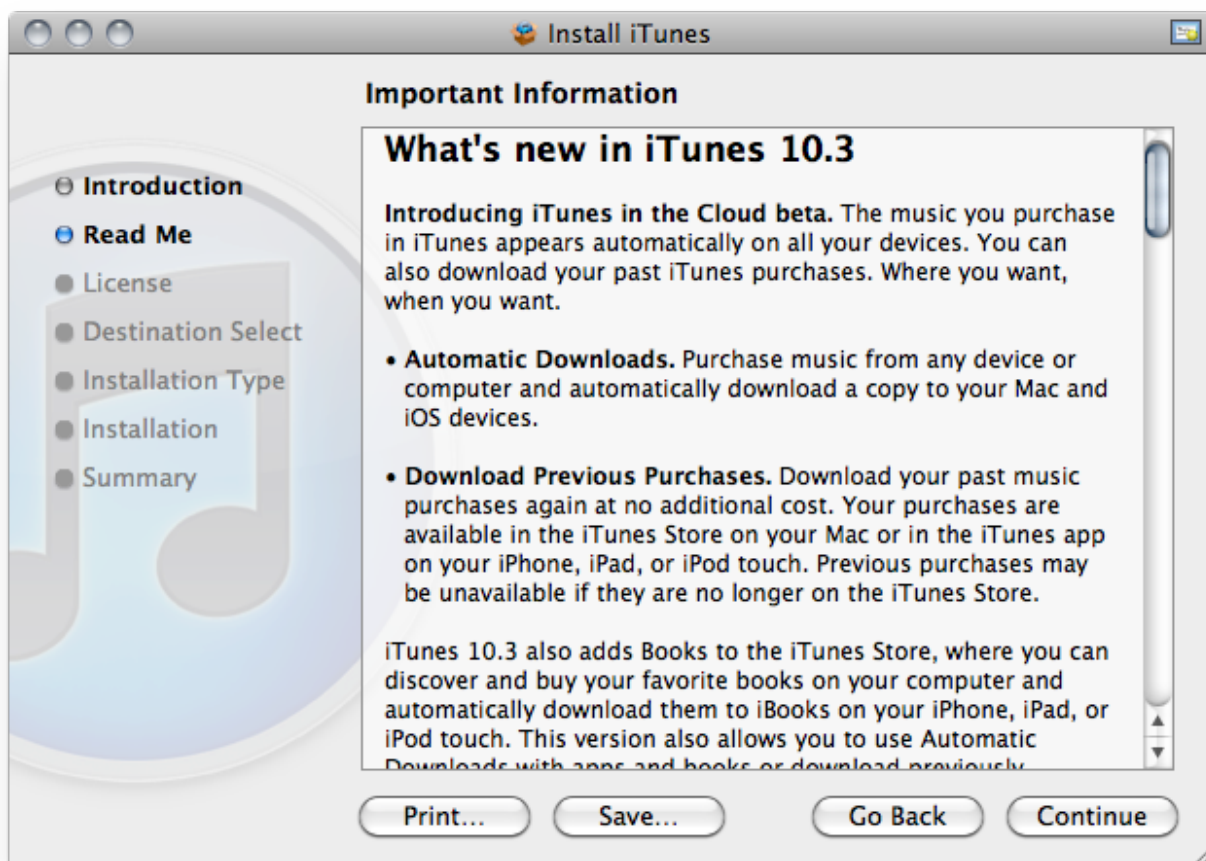 Install iTunes
Important Information
Introduction
Read Me
License
Destination Select
Installation Type
Installation
Summary
What's new in iTunes 10.3
Introducing iTunes in the Cloud beta. The music you purchase
in iTunes appears automatically on all your devices. You can
also download your past iTunes purchases. Where you want,
when you want.
• Automatic Downloads. Purchase music from any device or
computer and automatically download a copy to your Mac and
iOS devices.
• Download Previous Purchases. Download your past music
purchases again at no additional cost. Your purchases are
available in the iTunes Store on your Mac or in the iTunes app
on your iPhone, iPad, or iPod touch. Previous purchases may
be unavailable if they are no longer on the iTunes Store.
iTunes 10.3 also adds Books to the iTunes Store, where you can
discover and buy your favorite books on your computer and
automatically download them to iBooks on your iPhone, iPad, or
iPod touch. This version also allows you to use Automatic
Downloads with apps and books or download previously
Print...
Save...
Go Back
Continue